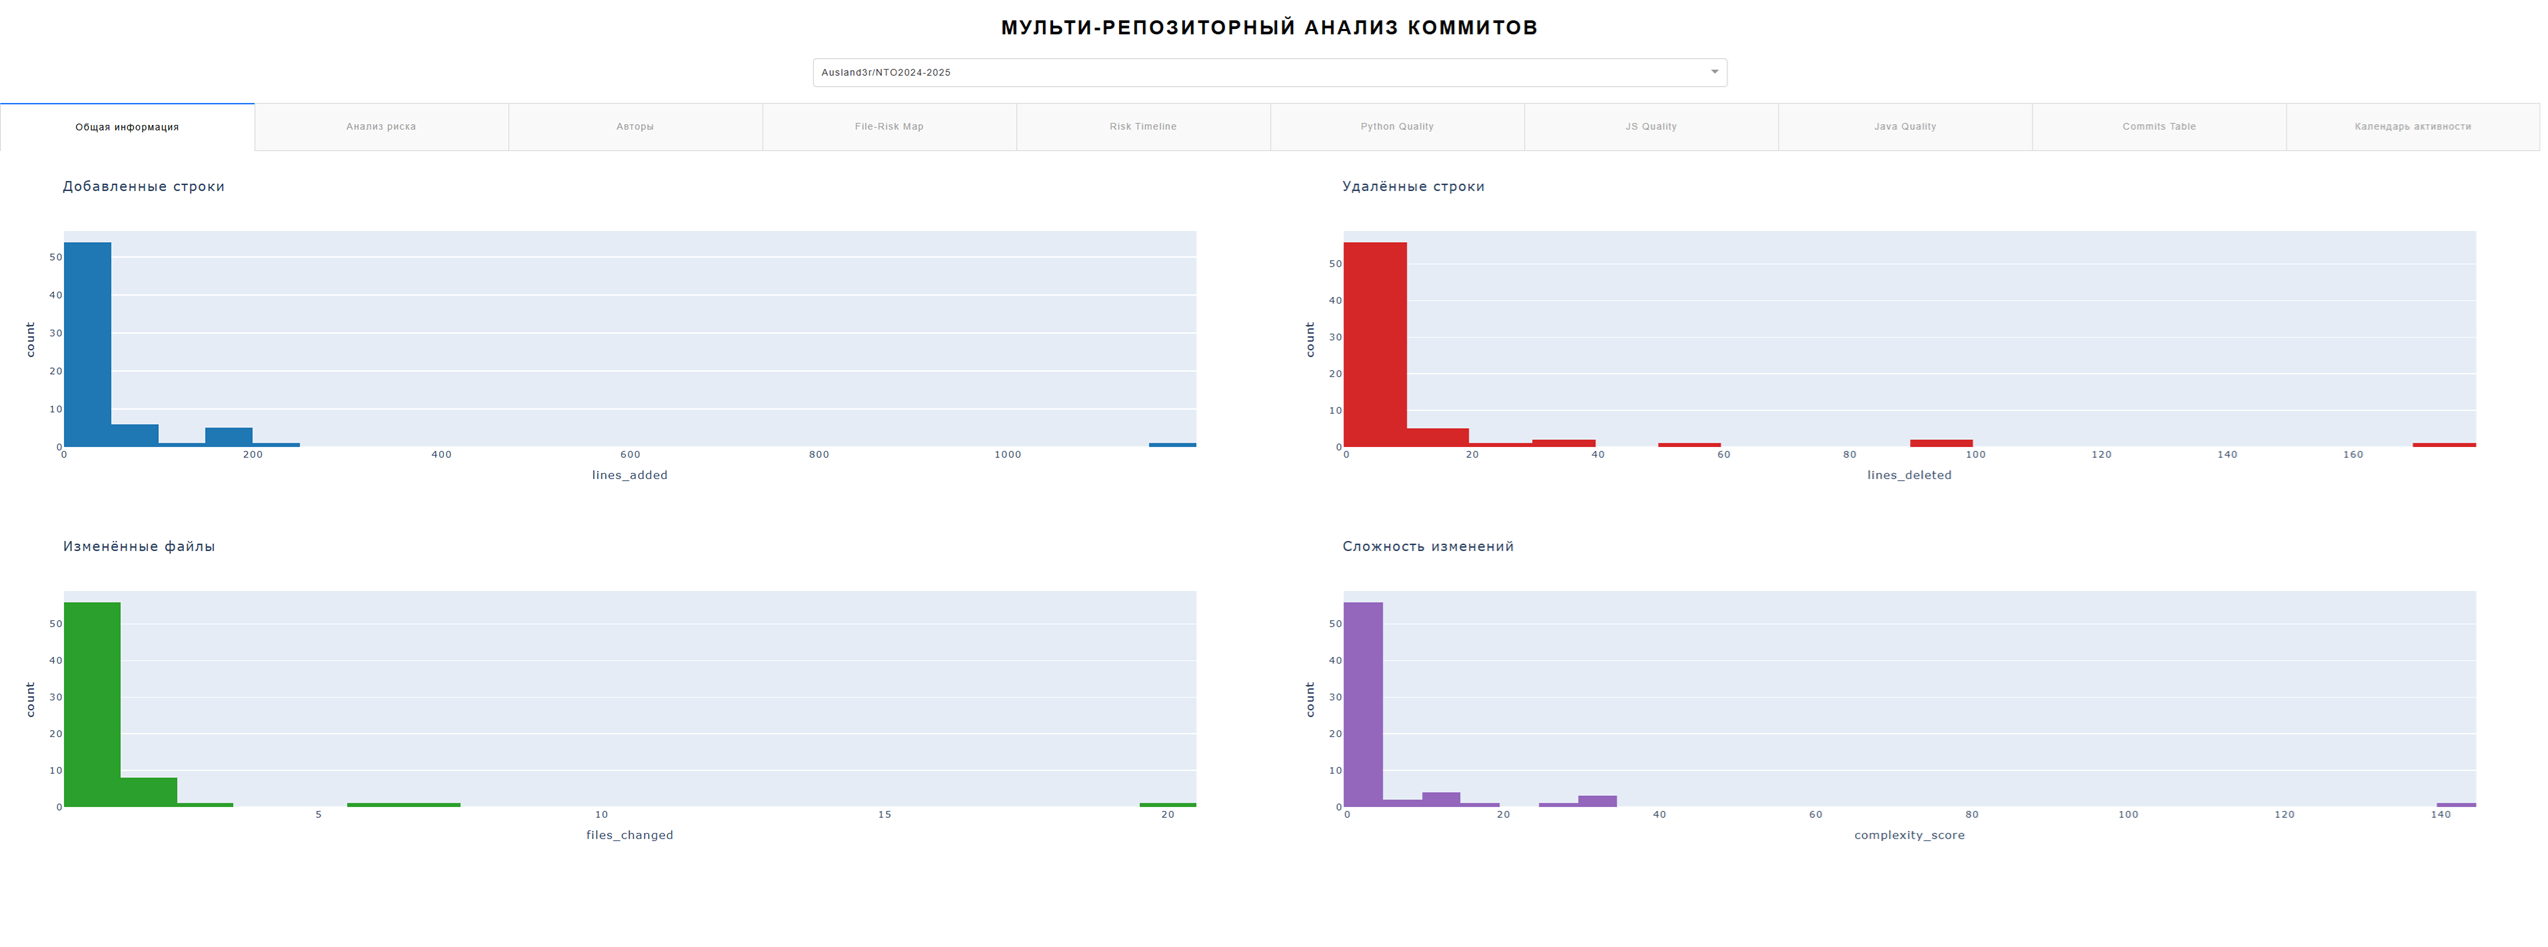 МУЛЬТИ-РЕПОЗИТОРНЫЙ АНАЛИЗ КОММИТОВ
Ausland3r/NTO2024-2025
Общая информация
Анализ риска
Авторы
File-Risk Map
Risk Timeline
Python Quality
JS Quality
Java Quality
Commits Table
Календарь активности
Добавленные строки
50
40
30
20
10
0
count
0 200 400 600 800 1000
lines_added
Удалённые строки
50
40
30
20
10
0
count
0 20 40 60 80 100 120 140 160
lines_deleted
Изменённые файлы
50
40
30
20
10
0
count
5 10 15 20
files_changed
Сложность изменений
50
40
30
20
10
0
count
0 20 40 60 80 100 120 140
complexity_score